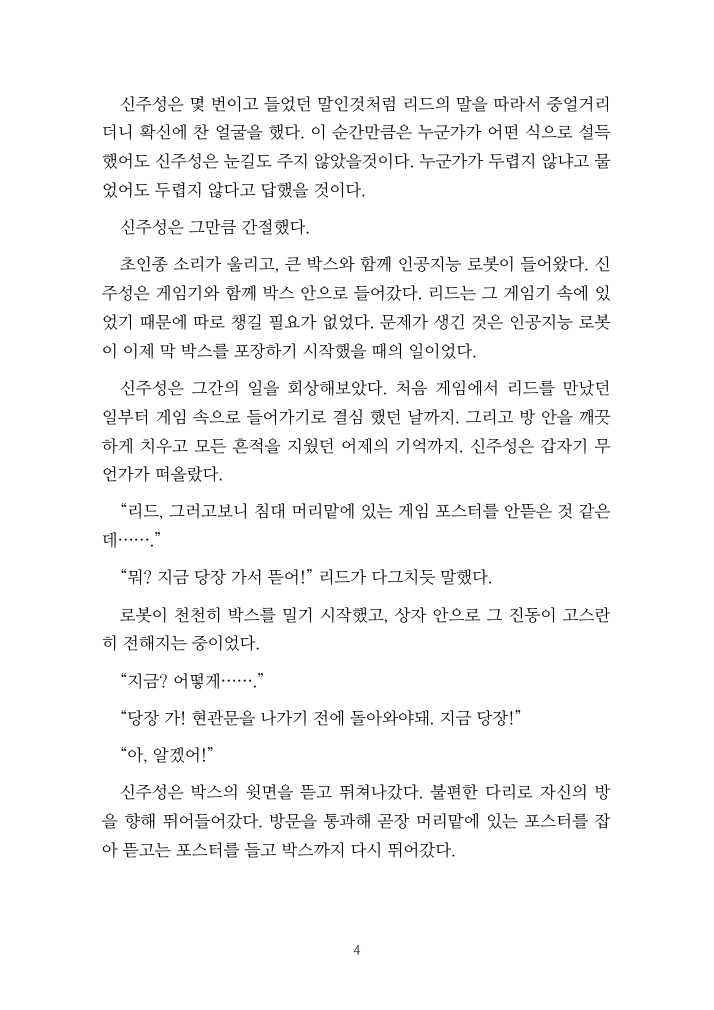 신주성은 몇 번이고 들었던 말인것처럼 리드의 말을 따라서 중얼거리
더니 확신에 찬 얼굴을 했다. 이 순간만큼은 누군가가 어떤 식으로 설득
했어도 신주성은 눈길도 주지 않았을것이다. 누군가가 두렵지 않냐고 물
었어도 두렵지 않다고 답했을 것이다.
신주성은 그만큼 간절했다.
초인종 소리가 울리고, 큰 박스와 함께 인공지능 로봇이 들어왔다. 신
주성은 게임기와 함께 박스 안으로 들어갔다. 리드는 그 게임기 속에 있
었기 때문에 따로 챙길 필요가 없었다. 문제가 생긴 것은 인공지능 로봇
이 이제 막 박스를 포장하기 시작했을 때의 일이었다.
신주성은 그간의 일을 회상해보았다. 처음 게임에서 리드를 만났던
일부터 게임 속으로 들어가기로 결심 했던 날까지. 그리고 방 안을 깨끗
하게 치우고 모든 흔적을 지웠던 어제의 기억까지. 신주성은 갑자기 무
언가가 떠올랐다.
“리드, 그러고보니 침대 머리맡에 있는 게임 포스터를 안뜯은 것 같은
데…….”
“뭐? 지금 당장 가서 뜯어!” 리드가 다그치듯 말했다.
로봇이 천천히 박스를 밀기 시작했고, 상자 안으로 그 진동이 고스란
히 전해지는 중이었다.
“지금? 어떻게…….”
“당장 가! 현관문을 나가기 전에 돌아와야돼. 지금 당장!”
“아, 알겠어!”
신주성은 박스의 윗면을 뜯고 뛰쳐나갔다. 불편한 다리로 자신의 방
을 향해 뛰어들어갔다. 방문을 통과해 곧장 머리맡에 있는 포스터를 잡
아 뜯고는 포스터를 들고 박스까지 다시 뛰어갔다.
4